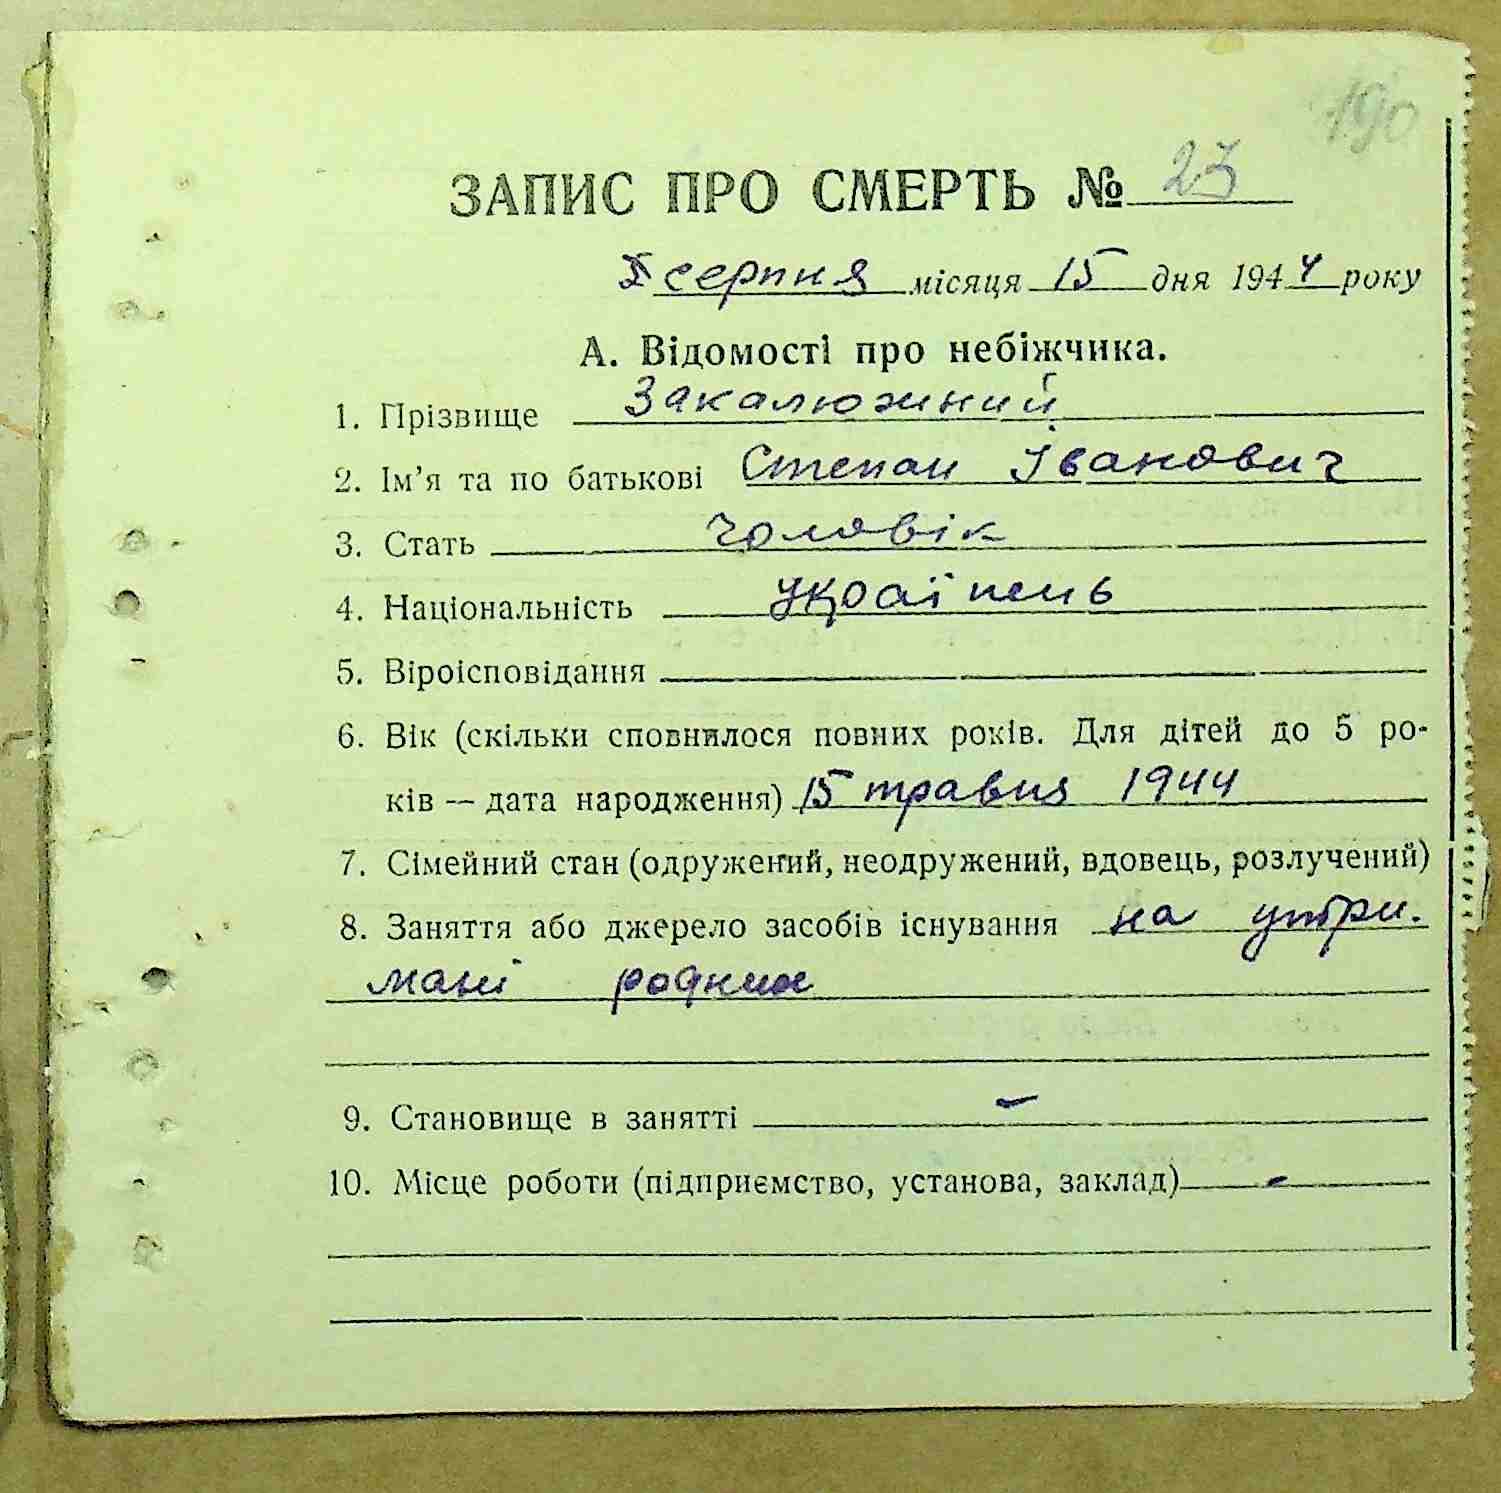 190
ЗАПИС ПРО СМЕРТЬ № 23
серпня місяця 15 дня 1944 року
А. Відомості про небіжчика.
1. Прізвище Закалюжний
2. Ім’я та по батькові Степан Іванович
3. Стать чоловік
4. Національність українець
5. Віроісповідання
6. Вік (скільки сповнилося повних років. Для дітей до 5 ро-
ків — дата народження) 15 травня 1944
7. Сімейний стан (одружений, неодружений, вдовець, розлучений)
8. Заняття або джерело засобів існування на утри-
мані родних
9. Становище в занятті –
10. Місце роботи (підприємство, установа, заклад) -